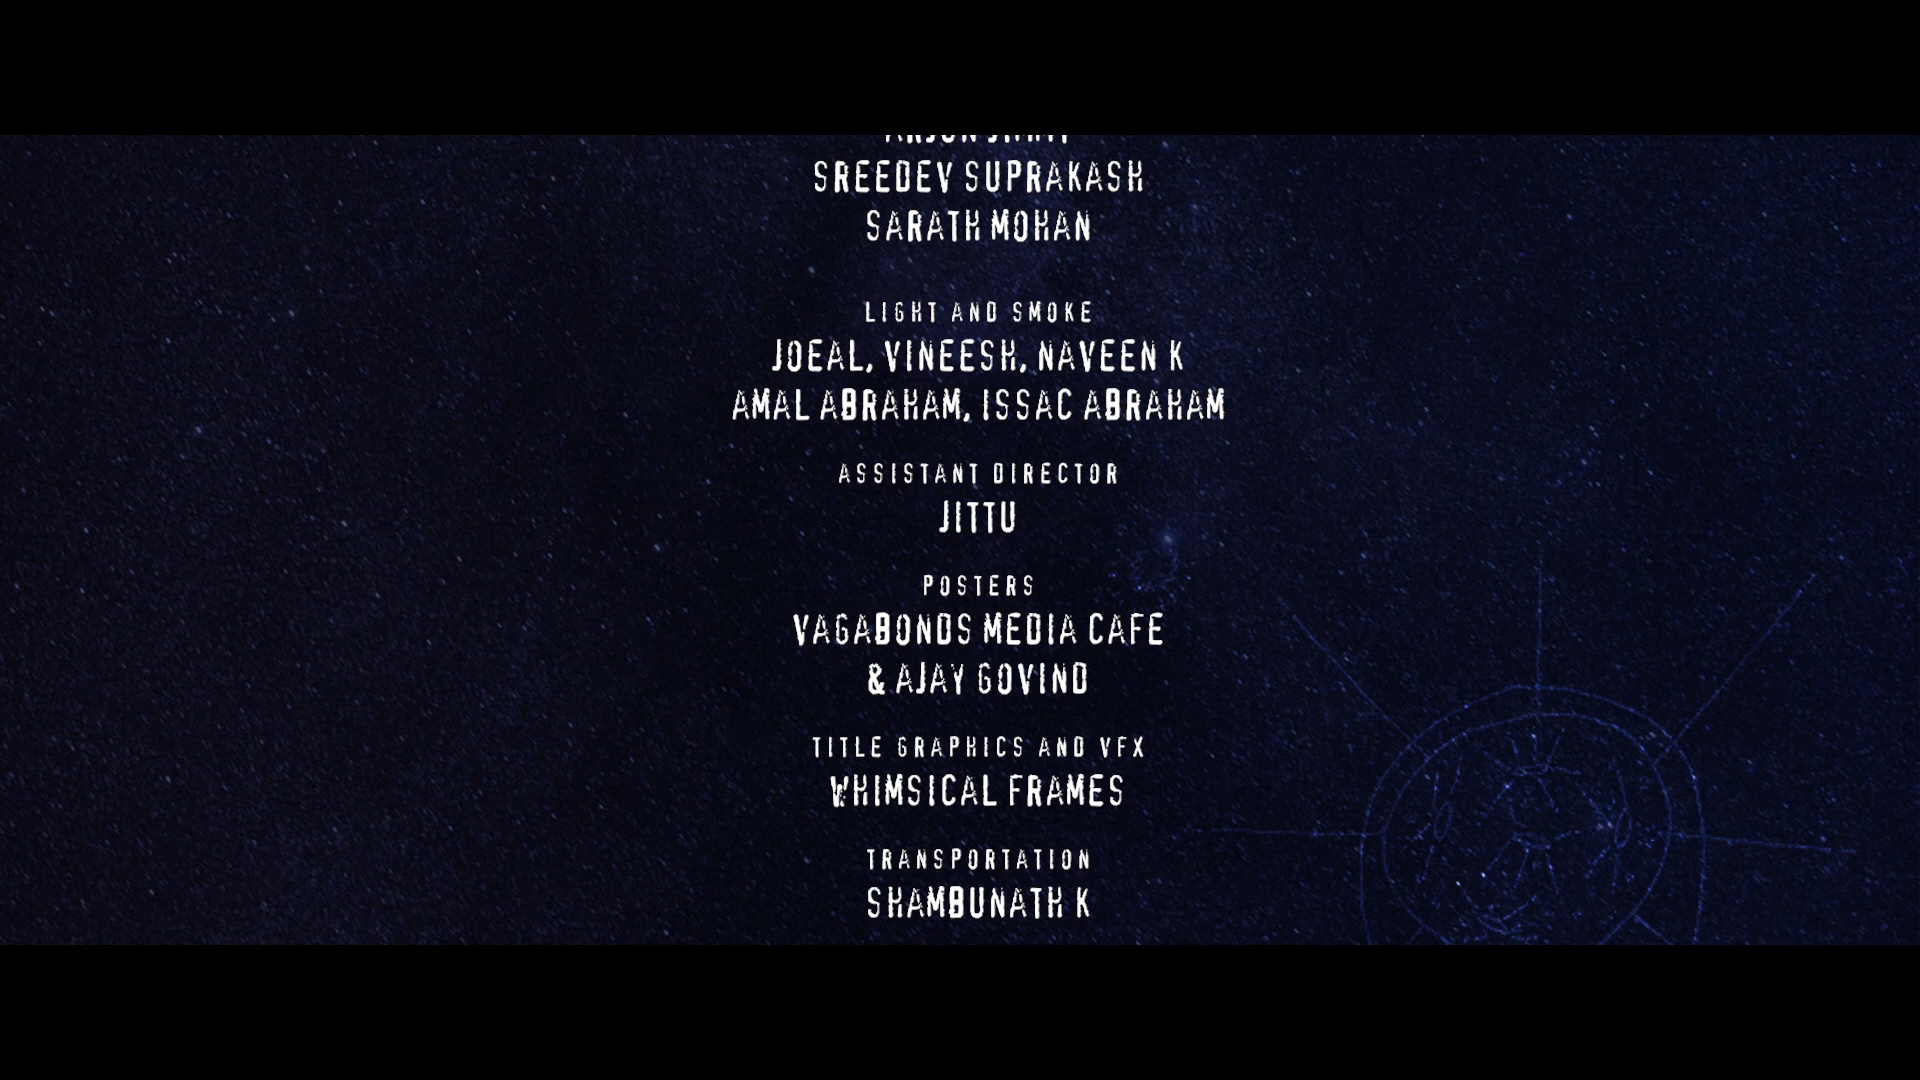 SREEDEV SUPRAKASH
SARATH MOHAN
LIGHT AND SMOKE
JOEAL, VINEESH, NAVEEN K
AMAL ABRAHAM, ISSAC ABRAHAM
ASSISTANT DIRECTOR
JITTU
POSTERS
VAGABONDS MEDIA CAFE
& AJAY GOVIND
TITLE GRAPHICS AND VFX
WHIMSICAL FRAMES
TRANSPORTATION
SHAMBUNATH K